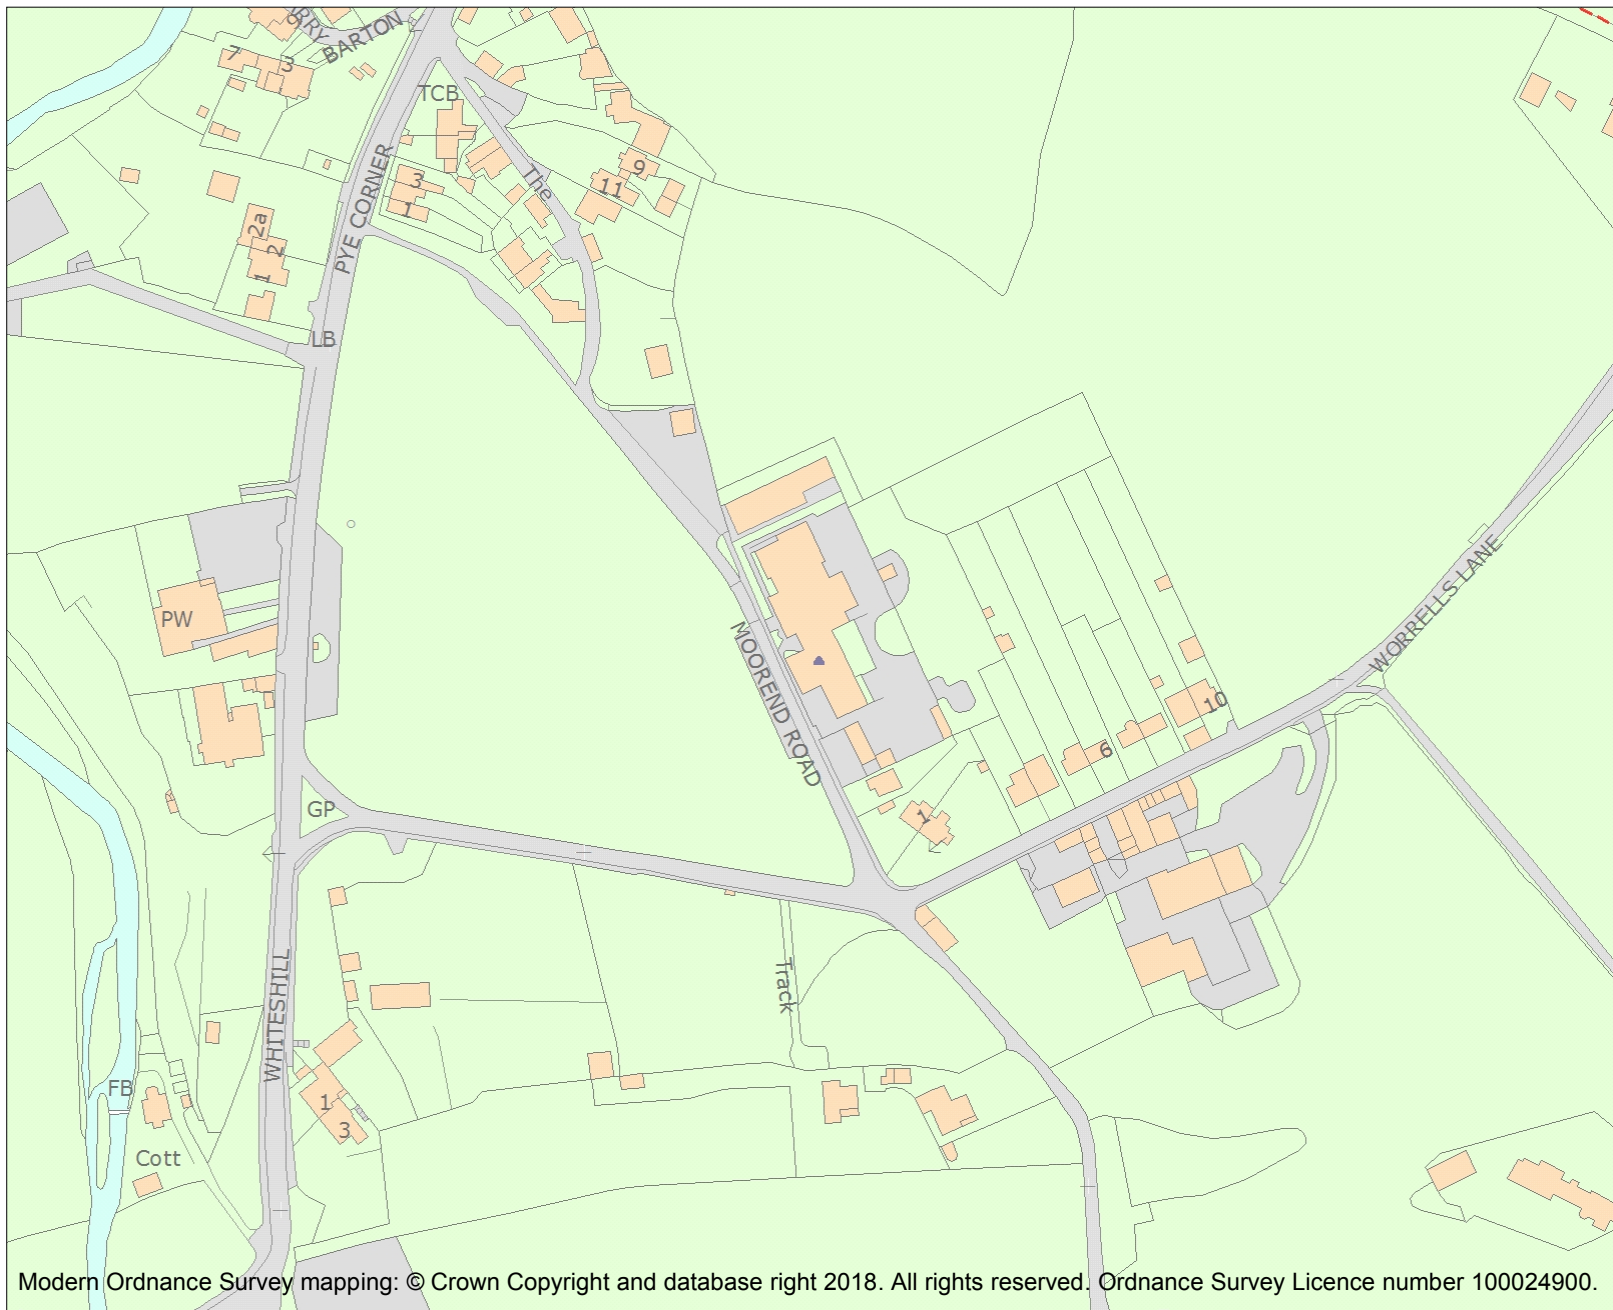 RRY
BARTON
7
3
TCB
PYE CORNER
3
1
The
9
11
2a
2
1
LB
PW
MOOREND ROAD
WORRELLS LANE
10
6
1
GP
WHITESHILL
Track
FB
1
3
Cott
Modern Ordnance Survey mapping: © Crown Copyright and database right 2018. All rights reserved. Ordnance Survey Licence number 100024900.